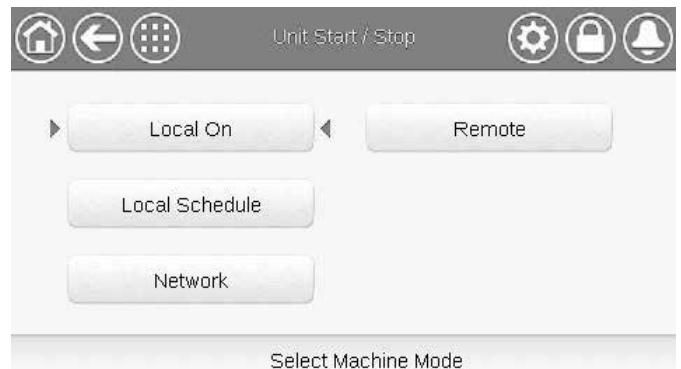 Unit Start / Stop
Local On
Remote
Local Schedule
Network
Select Machine Mode